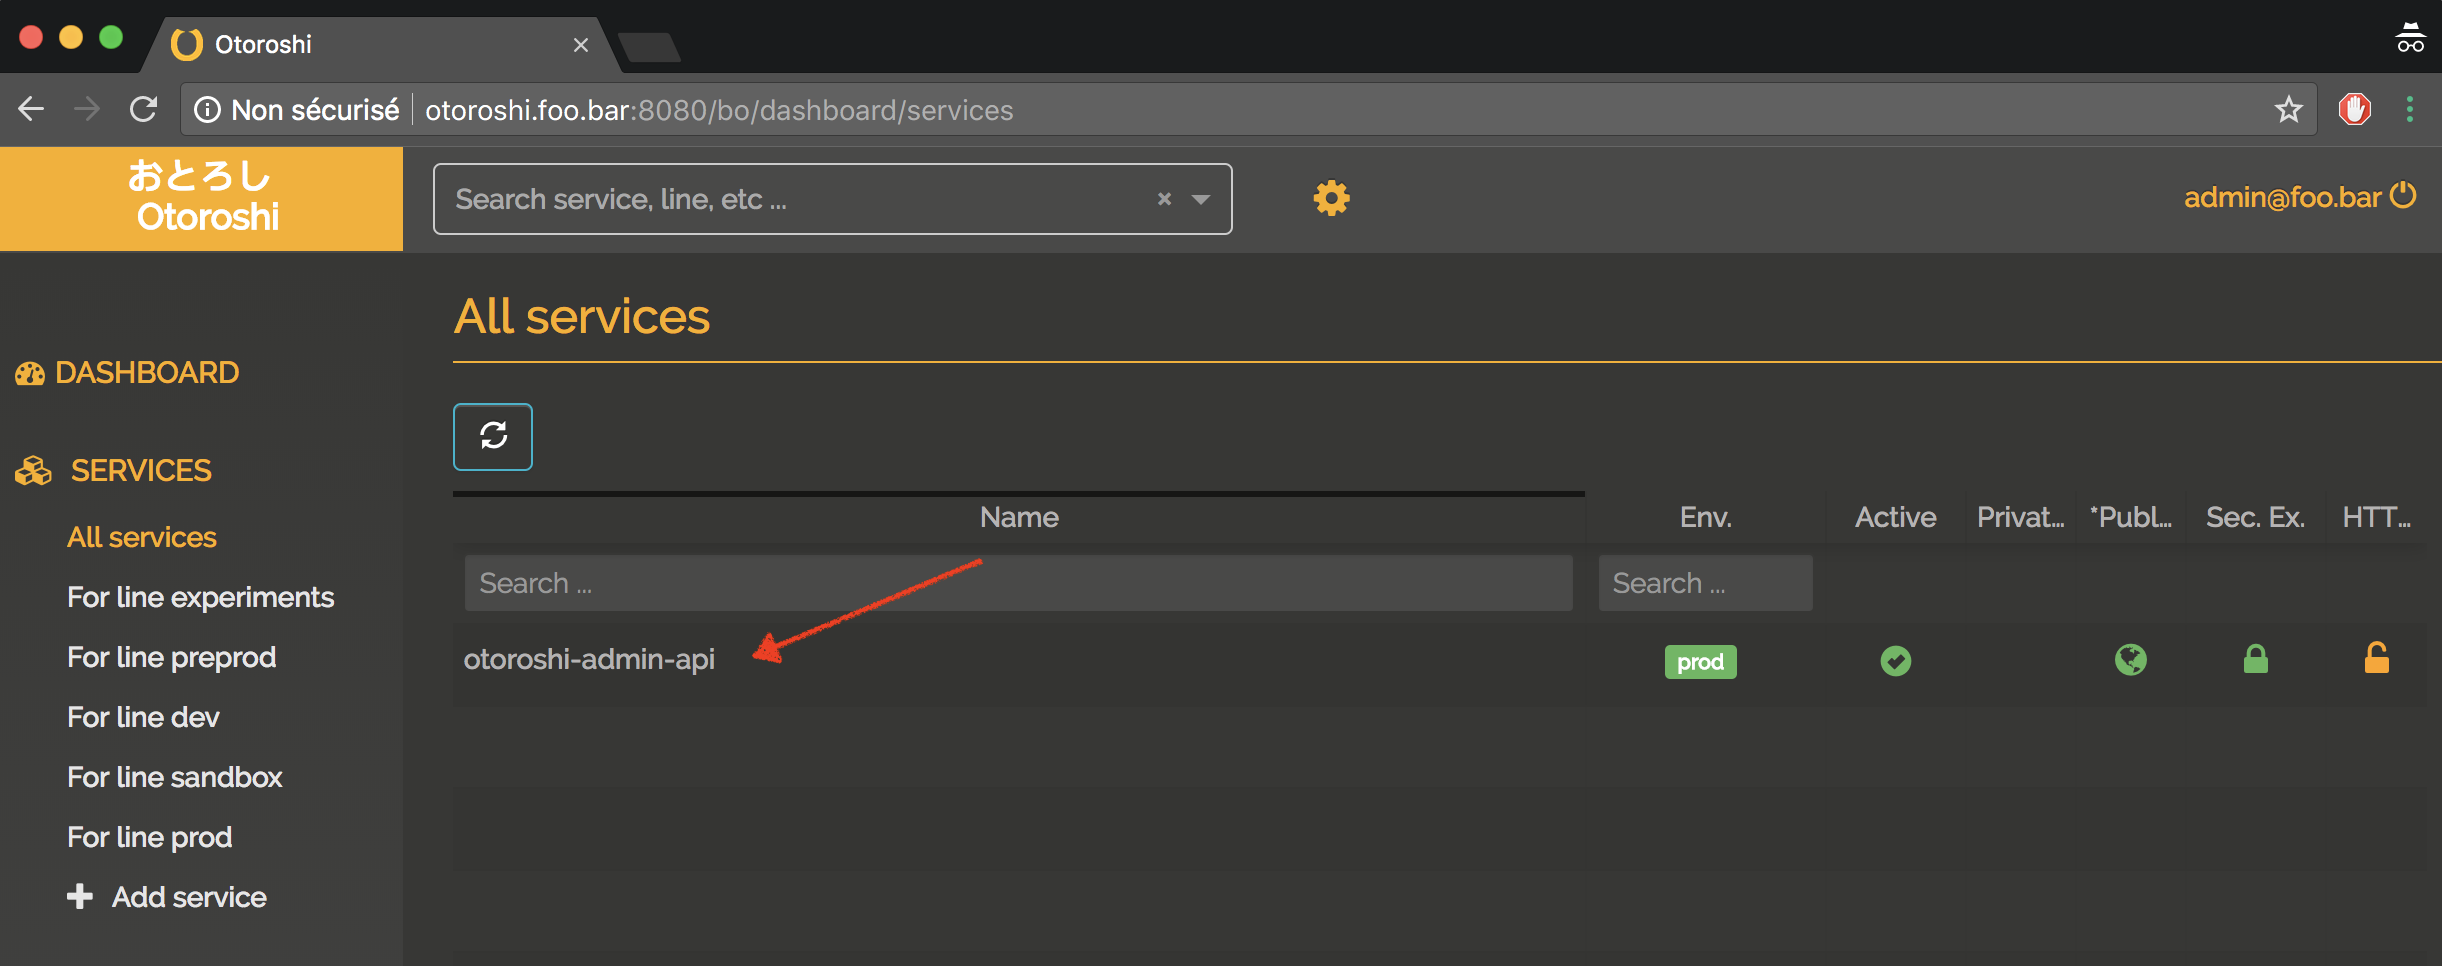 Otoroshi
Non sécurisé otoroshi.foo.bar:8080/bo/dashboard/services
おとろし
Otoroshi
Search service, line, etc ...
admin@foo.bar
All services
DASHBOARD
SERVICES
All services
For line experiments
For line preprod
For line dev
For line sandbox
For line prod
Add service
Name Env. Active Privat... *Publ... Sec. Ex. HTT...
Search ... Search ...
otoroshi-admin-api prod